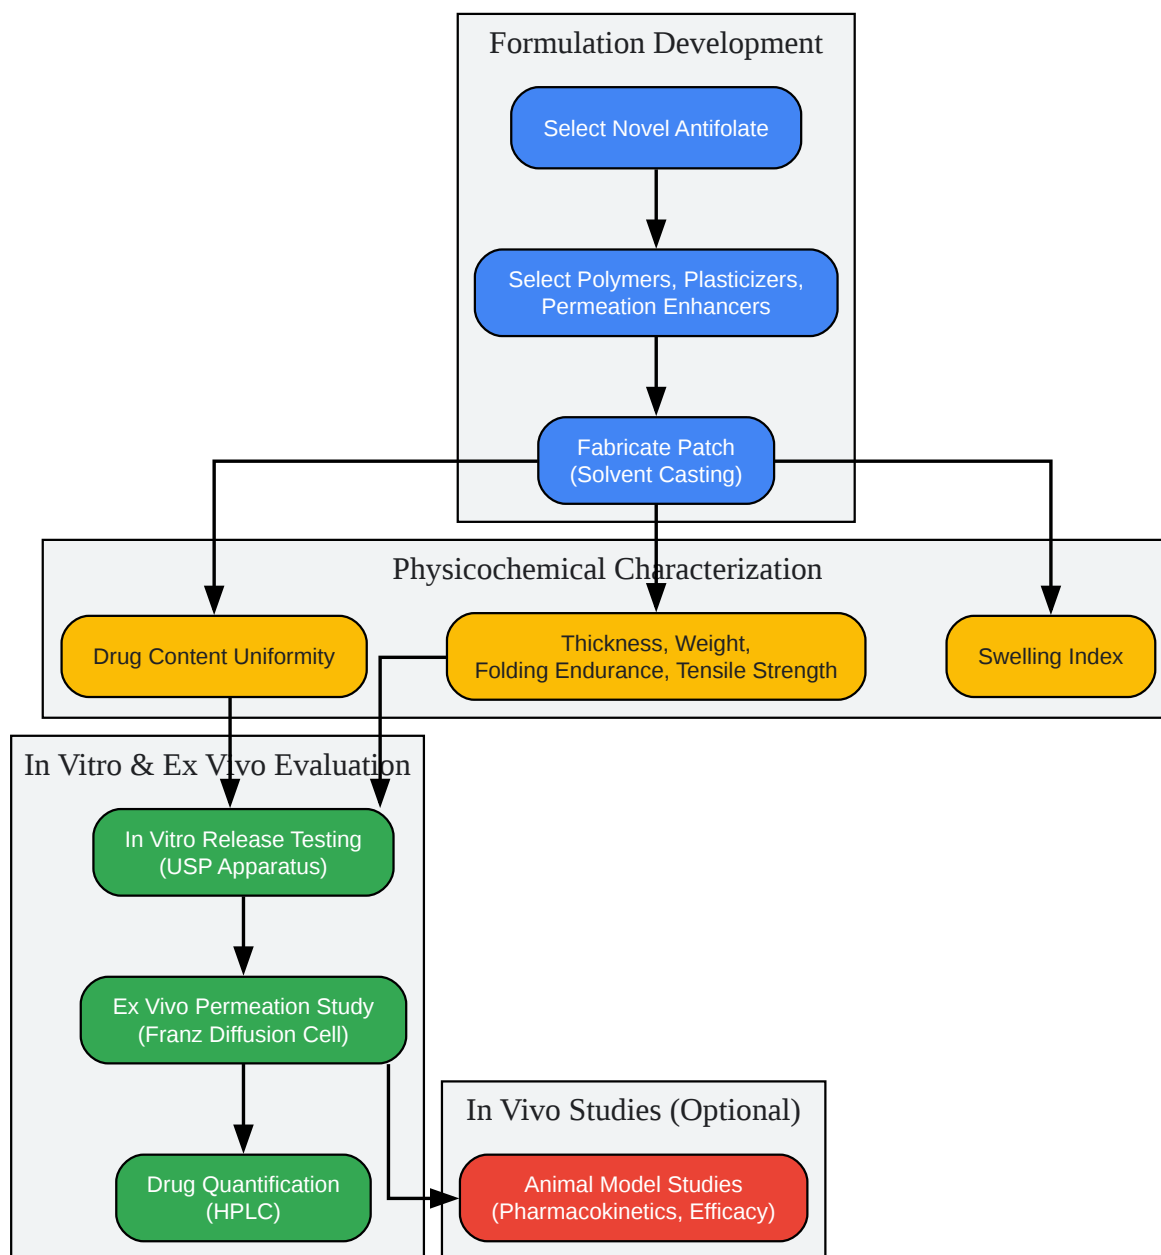 Formulation Development
Select Novel Antifolate
Select Polymers, Plasticizers,
Permeation Enhancers
Fabricate Patch
(Solvent Casting)
Physicochemical Characterization
Drug Content Uniformity
Thickness, Weight,
Folding Endurance, Tensile Strength
Swelling Index
In Vitro & Ex Vivo Evaluation
In Vitro Release Testing
(USP Apparatus)
Ex Vivo Permeation Study
(Franz Diffusion Cell)
Drug Quantification
(HPLC)
In Vivo Studies (Optional)
Animal Model Studies
(Pharmacokinetics, Efficacy)